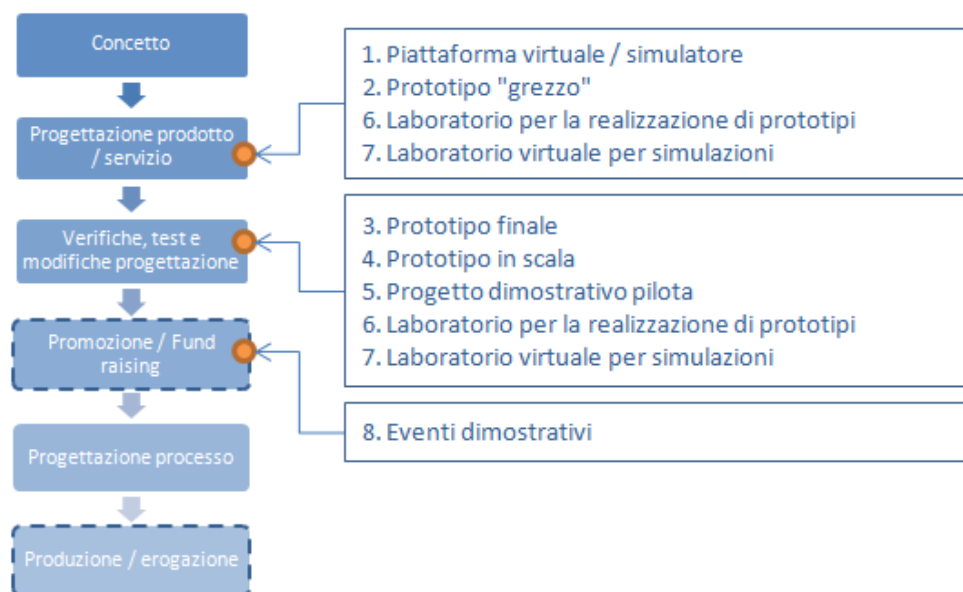 Concetto
Progettazione prodotto
/ servizio
Verifiche, test e
modifiche progettazione
Promozione / Fund
raising
Progettazione processo
Produzione / erogazione
1. Piattaforma virtuale / simulatore
2. Prototipo "grezzo"
6. Laboratorio per la realizzazione di prototipi
7. Laboratorio virtuale per simulazioni
3. Prototipo finale
4. Prototipo in scala
5. Progetto dimostrativo pilota
6. Laboratorio per la realizzazione di prototipi
7. Laboratorio virtuale per simulazioni
8. Eventi dimostrativi